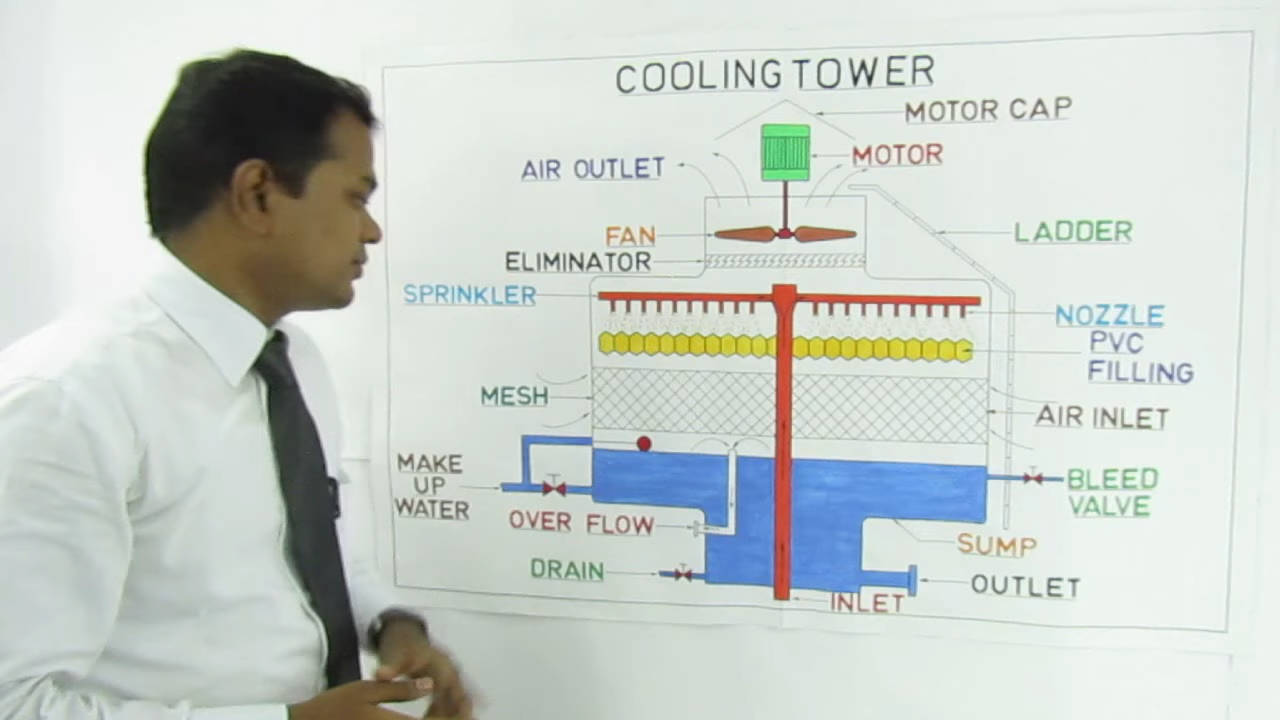 COOLING TOWER
MOTOR CAP
MOTOR
AIR OUTLET
LADDER
FAN
ELIMINATOR
SPRINKLER
NOZZLE
PVC
FILLING
MESH
AIR INLET
MAKE
UP
WATER
BLEED
VALVE
OVER FLOW
SUMP
DRAIN
OUTLET
INLET